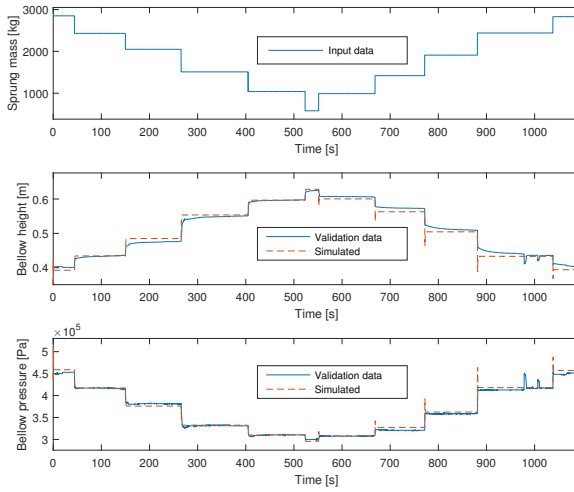 3000
2000
1000
Sprung mass [kg]
Input data
0 100 200 300 400 500 600 700 800 900 1000
Time [s]
0.6
0.5
0.4
Bellow height [m]
Validation data
Simulated
0 100 200 300 400 500 600 700 800 900 1000
Time [s]
× 10⁵
5
4.5
4
3.5
3
Bellow pressure [Pa]
Validation data
Simulated
0 100 200 300 400 500 600 700 800 900 1000
Time [s]